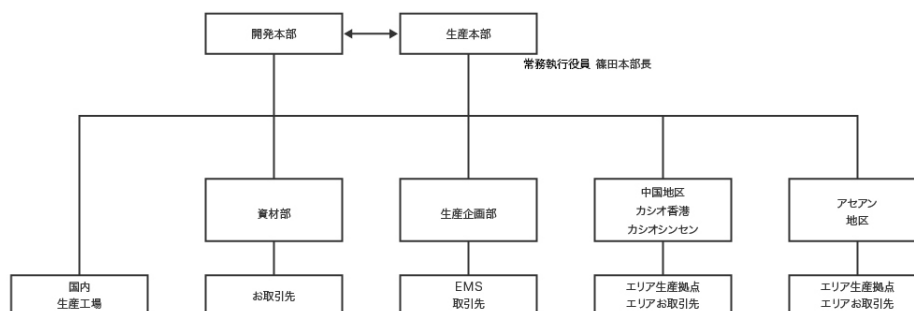 開発本部
生産本部
常務執行役員 篠田本部長
資材部
生産企画部
中国地区
カシオ香港
カシオシンセン
アセアン
地区
国内
生産工場
お取引先
EMS
取引先
エリア生産拠点
エリアお取引先
エリア生産拠点
エリアお取引先